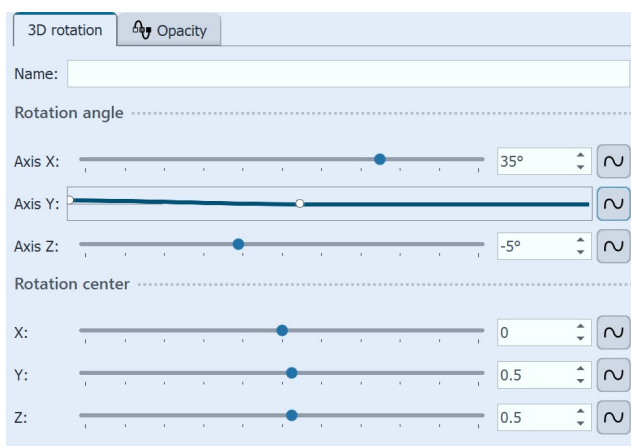 3D rotation Opacity
Name:
Rotation angle
Axis X: 35°
Axis Y:
Axis Z: -5°
Rotation center
X: 0
Y: 0.5
Z: 0.5